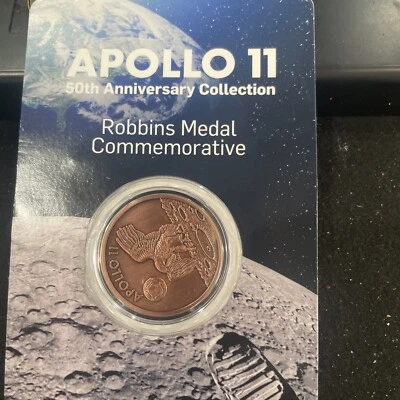 APOLLO 11
50th Anniversary Collection
Robbins Medal
Commemorative
APOLLO 11